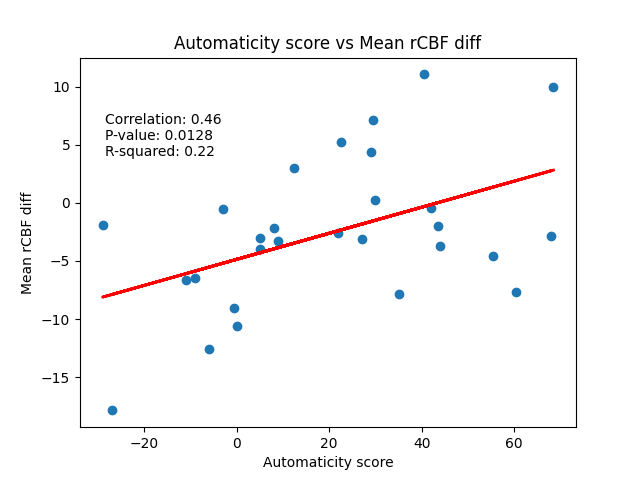 Automaticity score vs Mean rCBF diff
10
5
0
−5
−10
−15
Mean rCBF diff
Correlation: 0.46
P-value: 0.0128
R-squared: 0.22
−20
0
20
40
60
Automaticity score